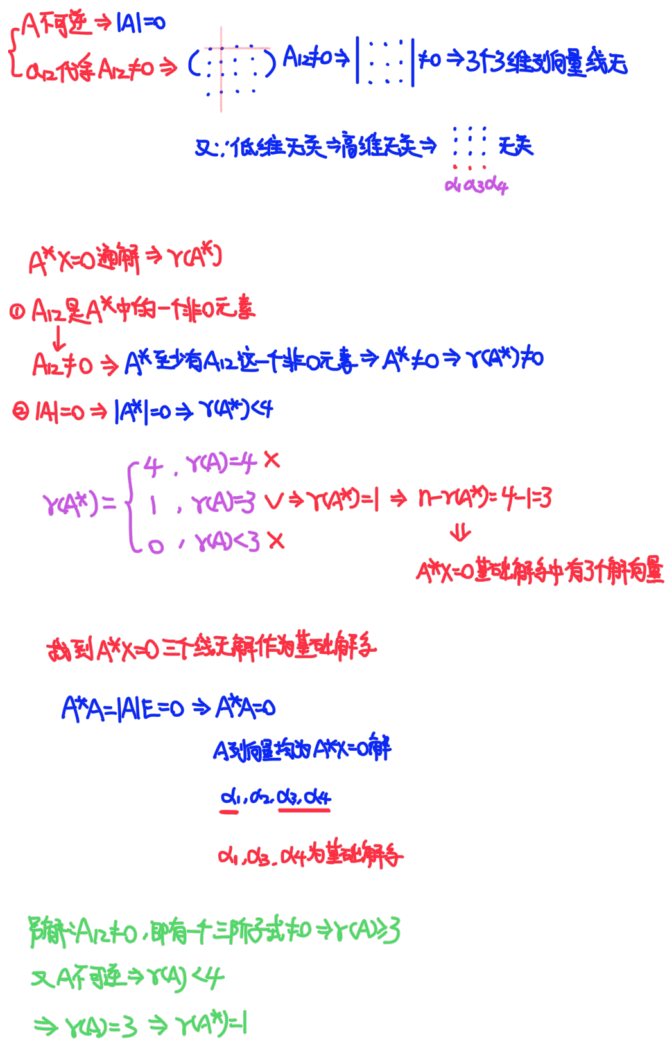 A不可逆⇒|A|=0
a₁₂代余A₁₂≠0⇒ A₁₂≠0⇒ ≠0⇒3个3维列向量线无
又∵低维无关⇒高维无关⇒ 无关
α₁ α₃ α₄
A*X=0通解⇒r(A*)
① A₁₂是A*中的一个非0元素
↓
A₁₂≠0⇒A*至少有A₁₂这一个非0元素⇒A*≠0⇒r(A*)≠0
② |A|=0⇒|A*|=0⇒r(A*)<4
4, r(A)=4 ×
r(A*)= 1, r(A)=3 ∨⇒r(A*)=1⇒n-r(A*)=4-1=3
0, r(A)<3 ×
⇓
A*X=0基础解系中有3个解向量
找到A*X=0三个线无解作为基础解系
A*A=|A|E=0⇒A*A=0
A列向量均为A*X=0解
α₁,α₂,α₃,α₄
α₁,α₃,α₄为基础解系
另解:A₁₂≠0,即有一个三阶子式≠0⇒r(A)≥3
又A不可逆⇒r(A)<4
⇒r(A)=3⇒r(A*)=1